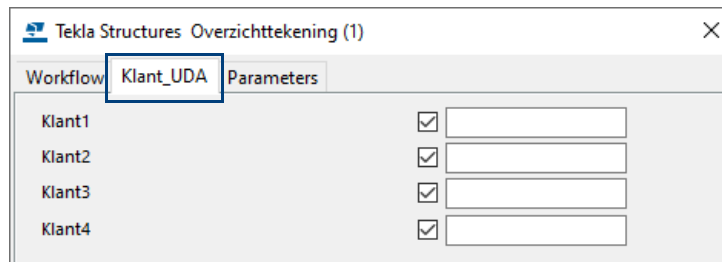 Tekla Structures Overzichttekening (1)
Workflow Klant_UDA Parameters
Klant1
Klant2
Klant3
Klant4